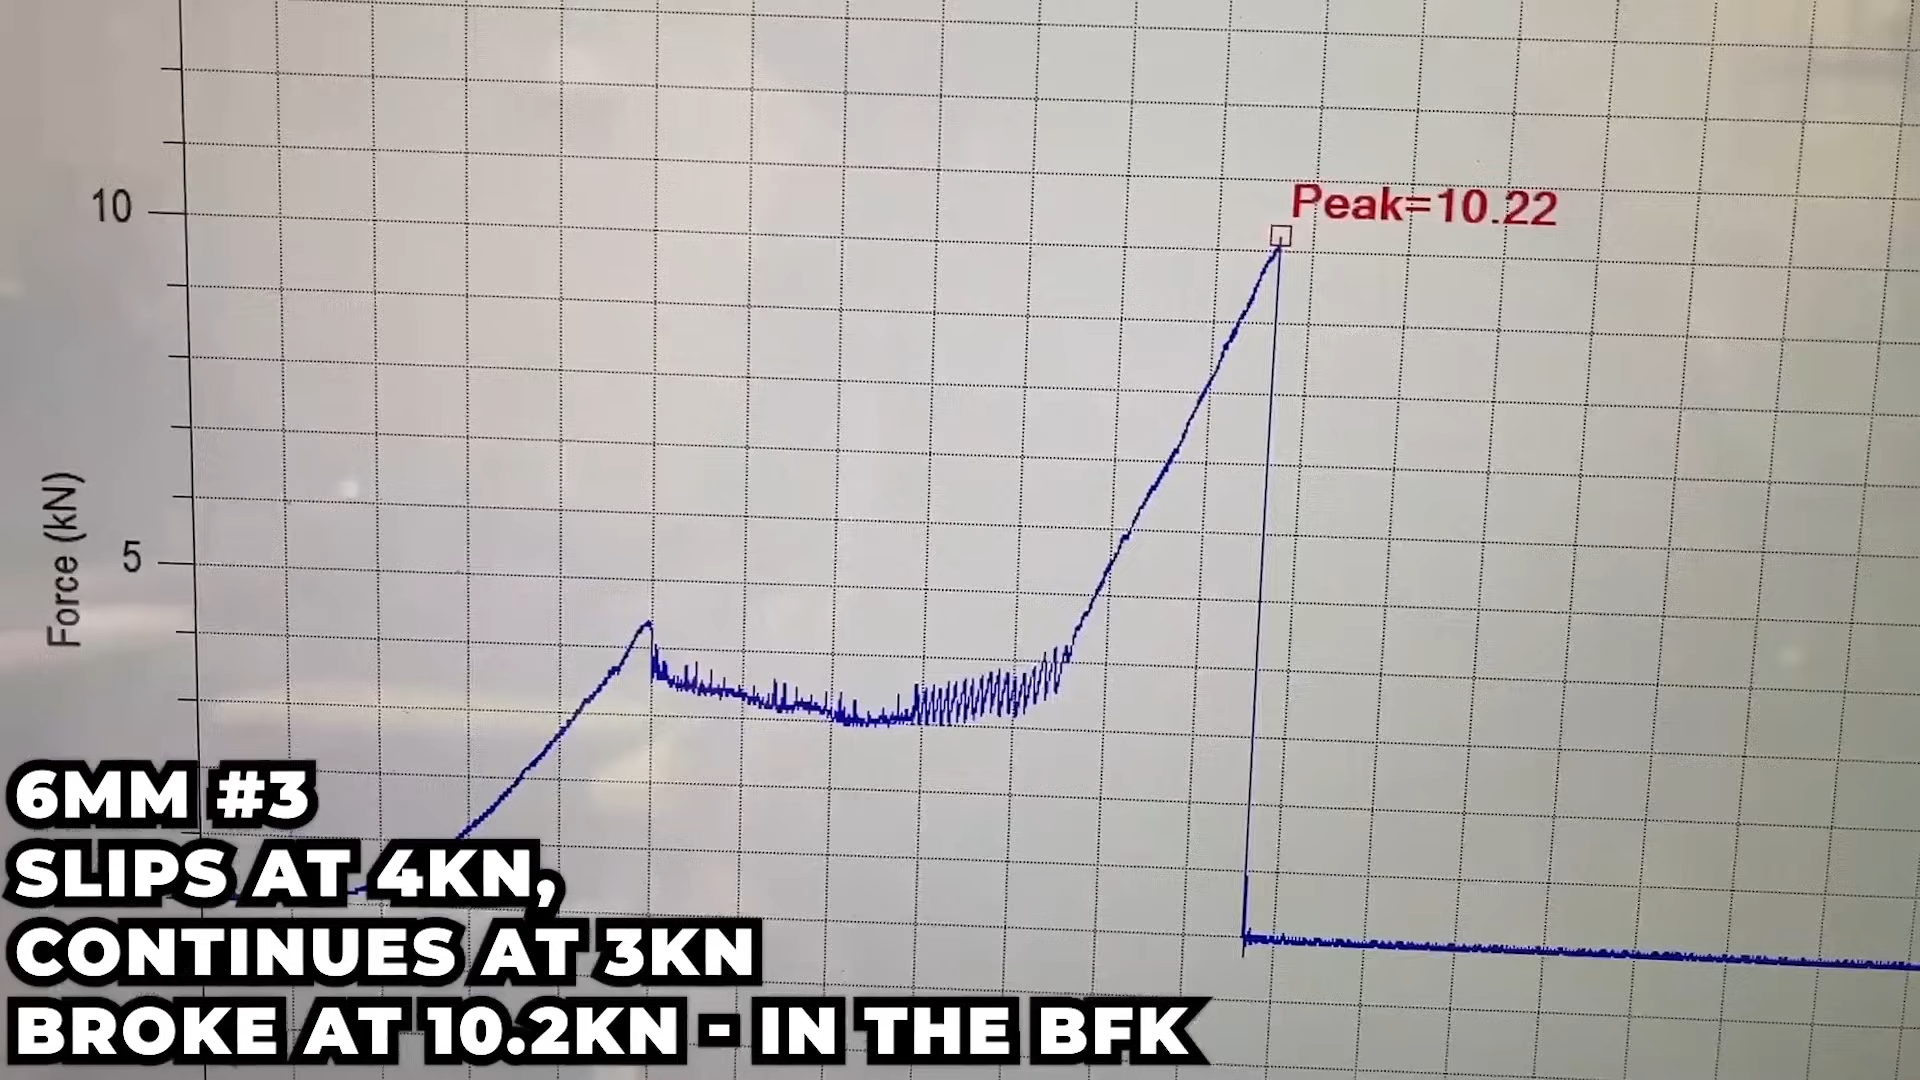 Peak=10.22
10
5
Force (kN)
6MM #3
SLIPS AT 4KN,
CONTINUES AT 3KN
BROKE AT 10.2KN - IN THE BFK